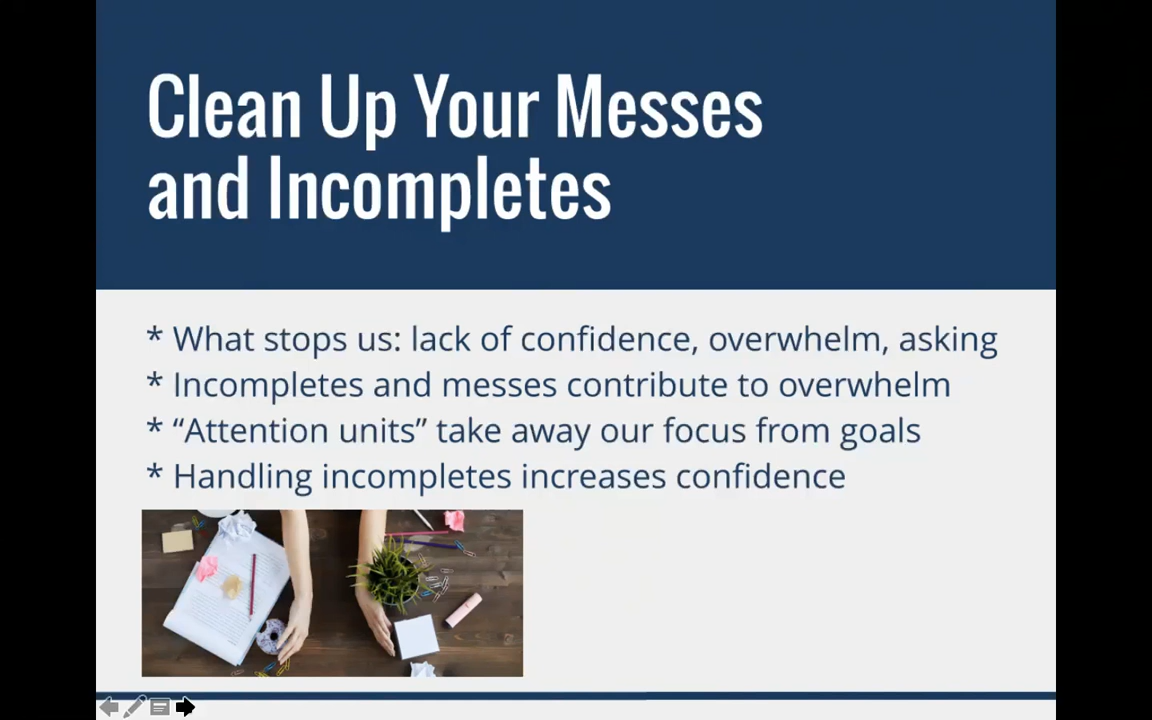 Clean Up Your Messes
and Incompletes
* What stops us: lack of confidence, overwhelm, asking
* Incompletes and messes contribute to overwhelm
* “Attention units” take away our focus from goals
* Handling incompletes increases confidence